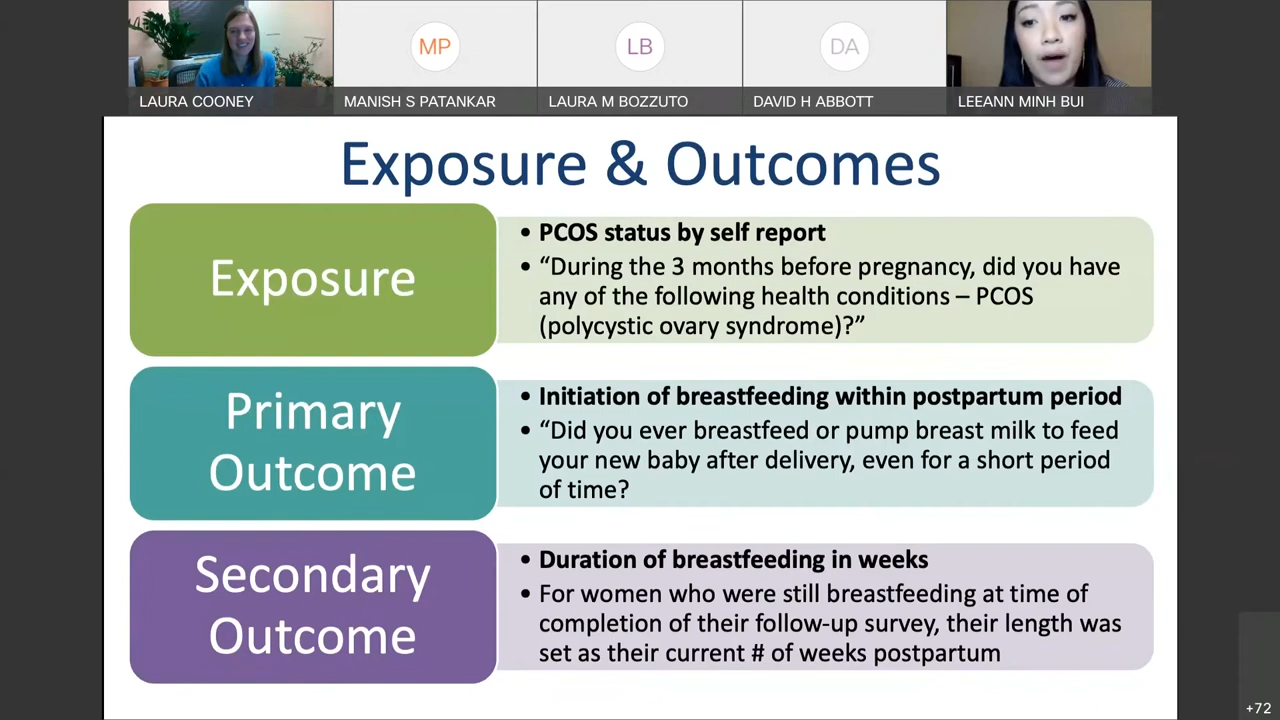 MP
LB
DA
LAURA COONEY
MANISH S PATANKAR
LAURA M BOZZUTO
DAVID H ABBOTT
LEEANN MINH BUI
Exposure & Outcomes
Exposure
• PCOS status by self report
• “During the 3 months before pregnancy, did you have
any of the following health conditions – PCOS
(polycystic ovary syndrome)?”
Primary
Outcome
• Initiation of breastfeeding within postpartum period
• “Did you ever breastfeed or pump breast milk to feed
your new baby after delivery, even for a short period
of time?
Secondary
Outcome
• Duration of breastfeeding in weeks
• For women who were still breastfeeding at time of
completion of their follow-up survey, their length was
set as their current # of weeks postpartum
+72